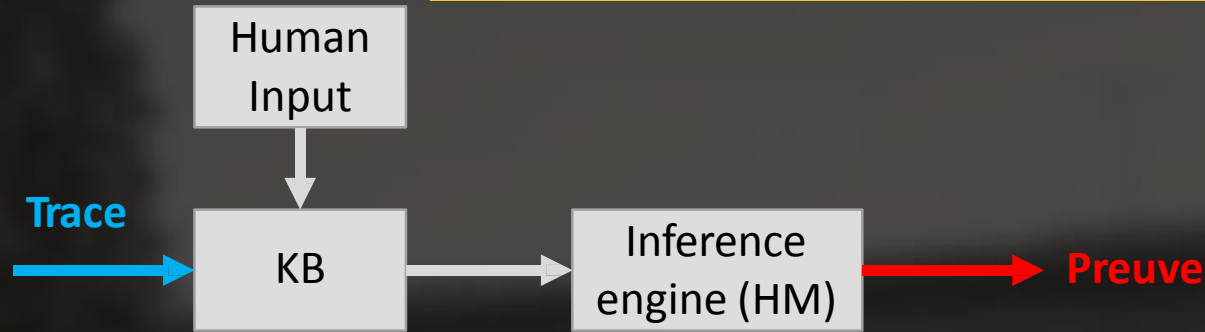 Human
Input
Trace
KB
Inference
engine (HM)
Preuve